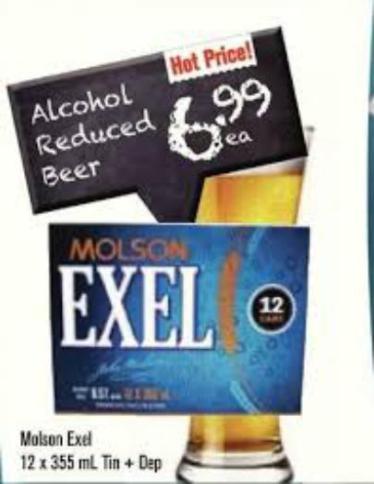 Hot Price!
Alcohol
Reduced
Beer
6.99
ea
MOLSON
EXEL
12
Molson Exel
12 x 355 mL Tin + Dep